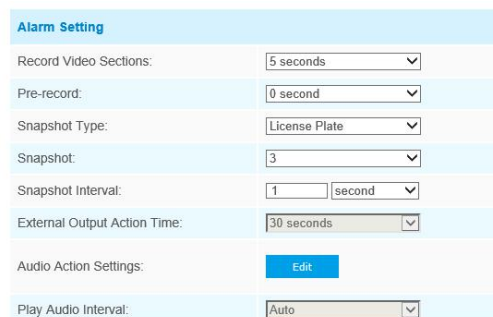 Alarm Setting
Record Video Sections: 5 seconds
Pre-record: 0 second
Snapshot Type: License Plate
Snapshot: 3
Snapshot Interval: 1 second
External Output Action Time: 30 seconds
Audio Action Settings: Edit
Play Audio Interval: Auto